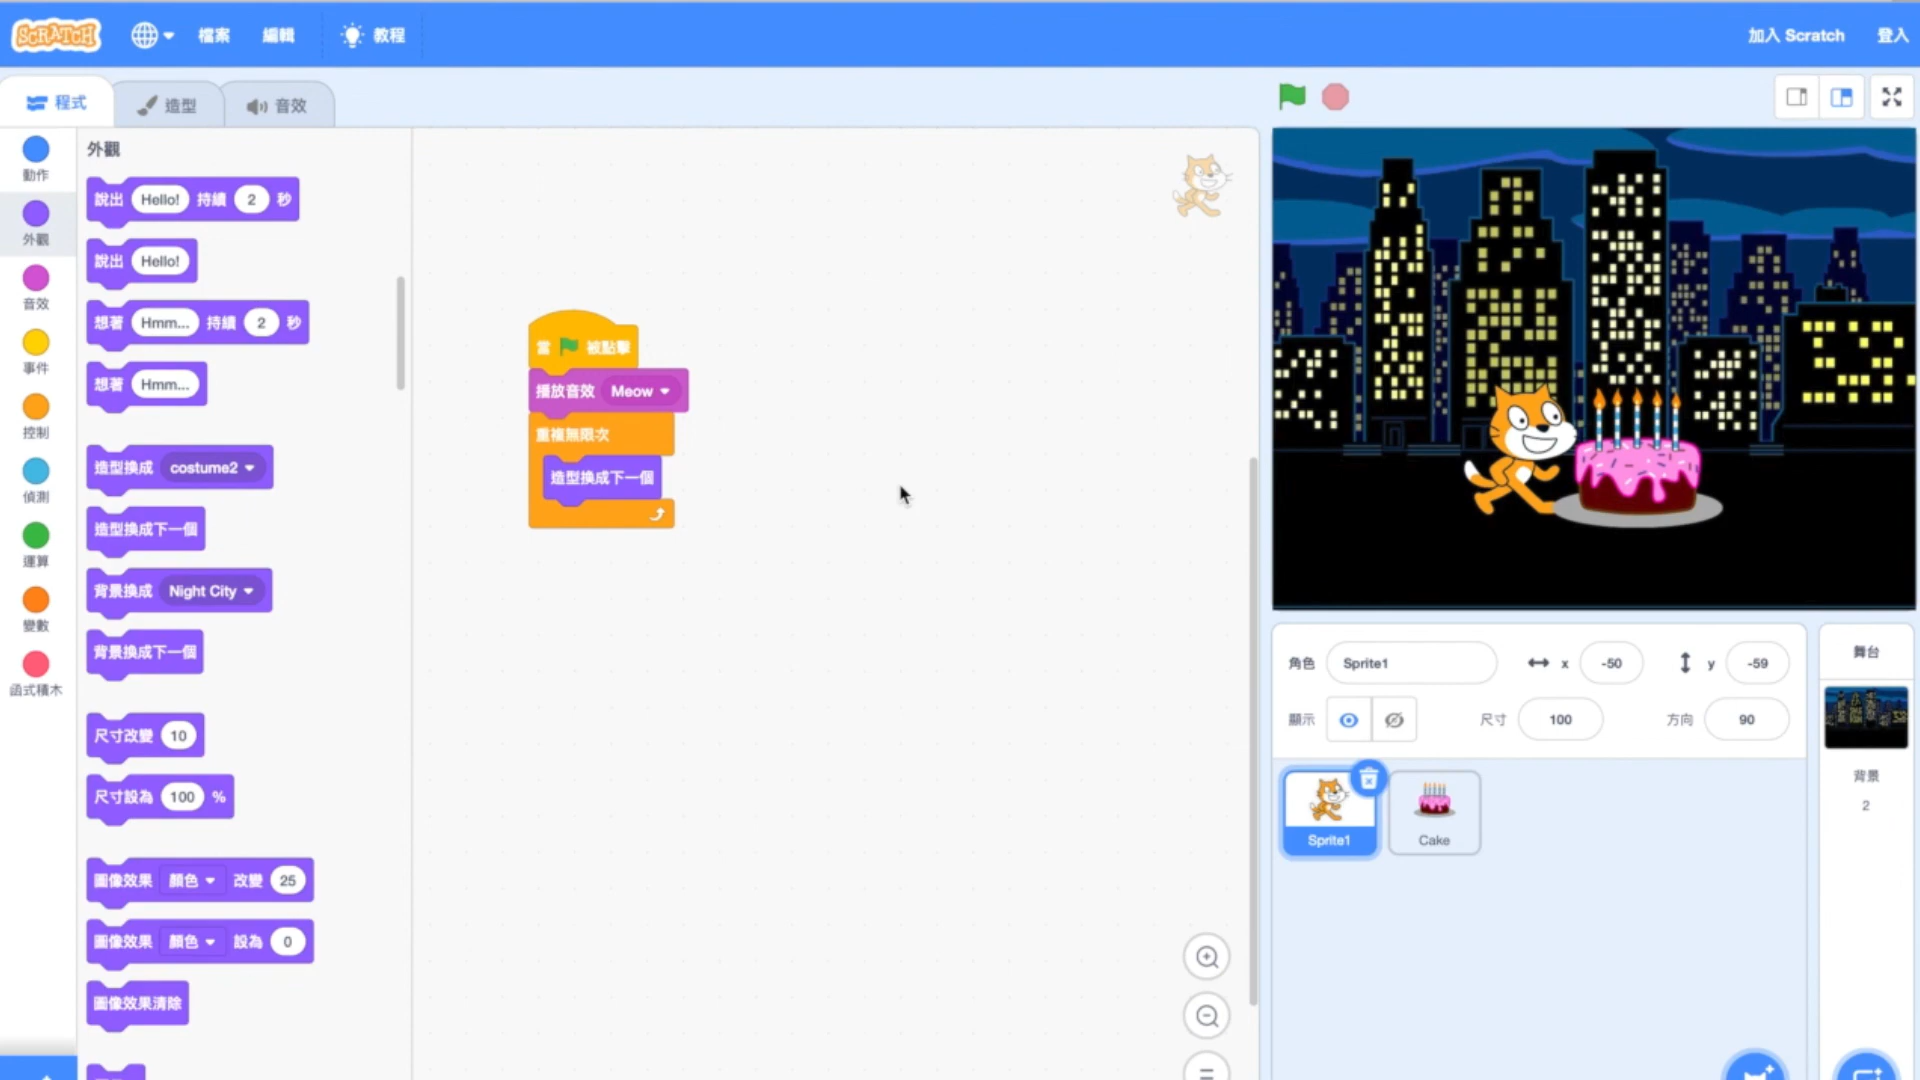 SCRATCH
檔案
編輯
教程
加入 Scratch
登入
程式
造型
音效
動作
外觀
音效
事件
控制
偵測
運算
變數
函式積木
外觀
說出 Hello! 持續 2 秒
說出 Hello!
想著 Hmm... 持續 2 秒
想著 Hmm...
造型換成 costume2
造型換成下一個
背景換成 Night City
背景換成下一個
尺寸改變 10
尺寸設為 100 %
圖像效果 顏色 改變 25
圖像效果 顏色 設為 0
圖像效果清除
當 被點擊
播放音效 Meow
重複無限次
造型換成下一個
角色 Sprite1 x -50 y -59
顯示 尺寸 100 方向 90
Sprite1
Cake
舞台
背景
2